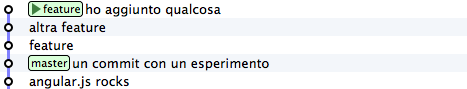 feature ho aggiunto qualcosa
altra feature
feature
master un commit con un esperimento
angular.js rocks